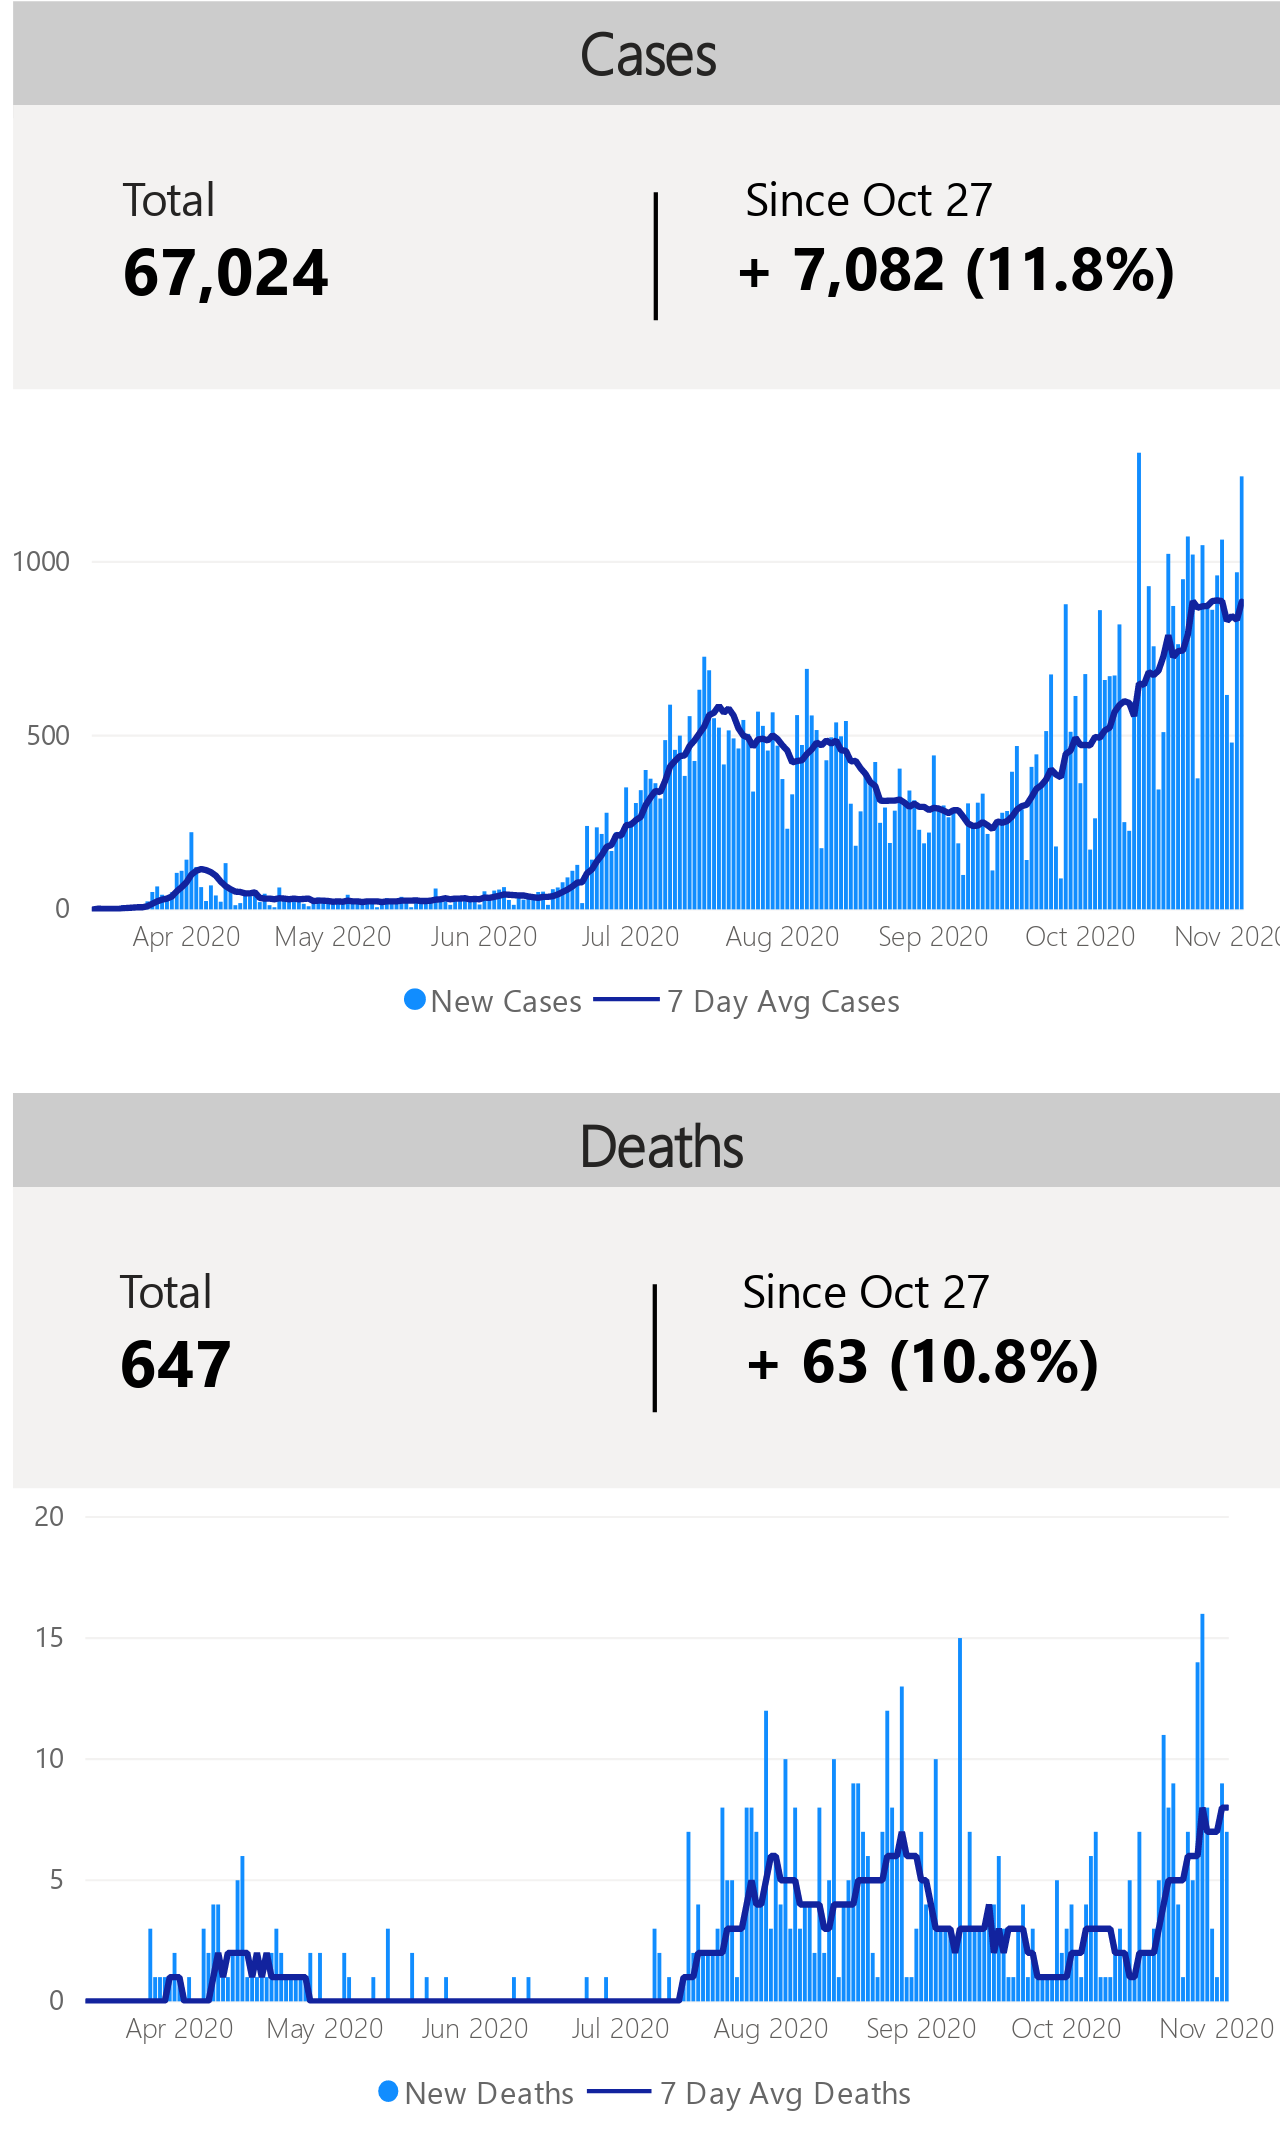 Cases
Total
Since Oct 27
67,024
+ 7,082 (11.8%)
1000
500
0
Apr 2020 May 2020 Jun 2020 Jul 2020 Aug 2020 Sep 2020 Oct 2020 Nov 2020
New Cases 7 Day Avg Cases
Deaths
Total
Since Oct 27
647
+ 63 (10.8%)
20
15
10
5
0
Apr 2020 May 2020 Jun 2020 Jul 2020 Aug 2020 Sep 2020 Oct 2020 Nov 2020
New Deaths 7 Day Avg Deaths